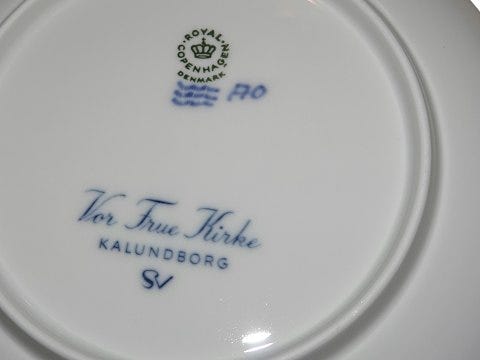 ROYAL COPENHAGEN
DENMARK
Vor Frue Kirke
KALUNDBORG
SV